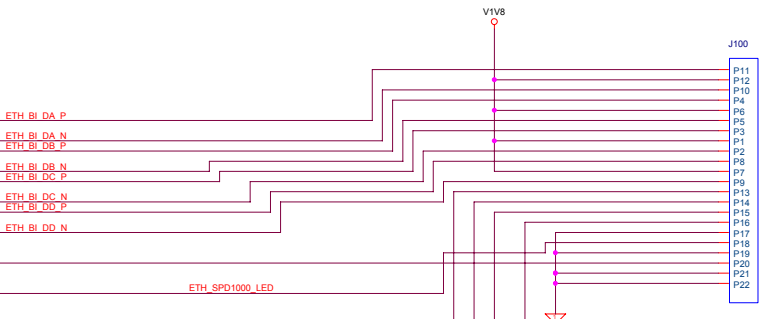 V1V8
J100
P11
P12
P10
ETH_BI_DA_P
P4
P6
P5
ETH_BI_DA_N
P3
ETH_BI_DB_P
P1
P2
ETH_BI_DB_N
P8
ETH_BI_DC_P
P7
P9
ETH_BI_DC_N
P13
ETH_BI_DD_P
P14
P15
ETH_BI_DD_N
P16
P17
P18
P19
P20
P21
ETH_SPD1000_LED
P22